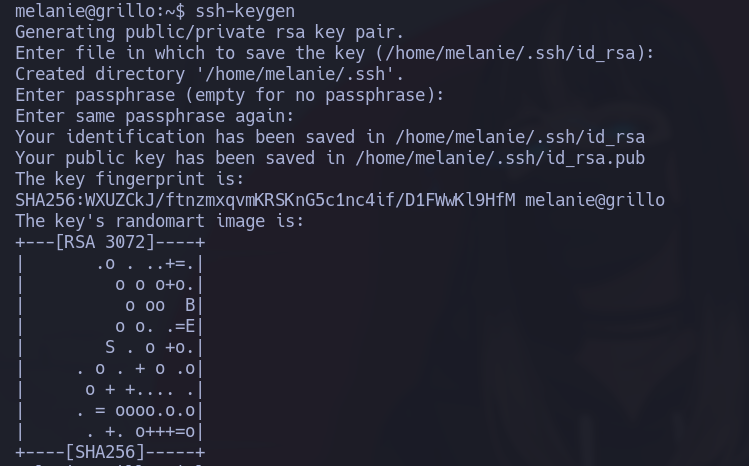 melanie@grillo:~$ ssh-keygen
Generating public/private rsa key pair.
Enter file in which to save the key (/home/melanie/.ssh/id_rsa):
Created directory '/home/melanie/.ssh'.
Enter passphrase (empty for no passphrase):
Enter same passphrase again:
Your identification has been saved in /home/melanie/.ssh/id_rsa
Your public key has been saved in /home/melanie/.ssh/id_rsa.pub
The key fingerprint is:
SHA256:WXUZCkJ/ftnzmxqvmKRSKnG5c1nc4if/D1FWwKl9HfM melanie@grillo
The key's randomart image is:
+---[RSA 3072]----+
|       .o . ..+=.|
|         o o o+o.|
|          o oo  B|
|         o o. .=E|
|        S . o +o.|
|     . o . + o .o|
|      o + +.... .|
|     . = oooo.o.o|
|      . +. o+++=o|
+----[SHA256]-----+